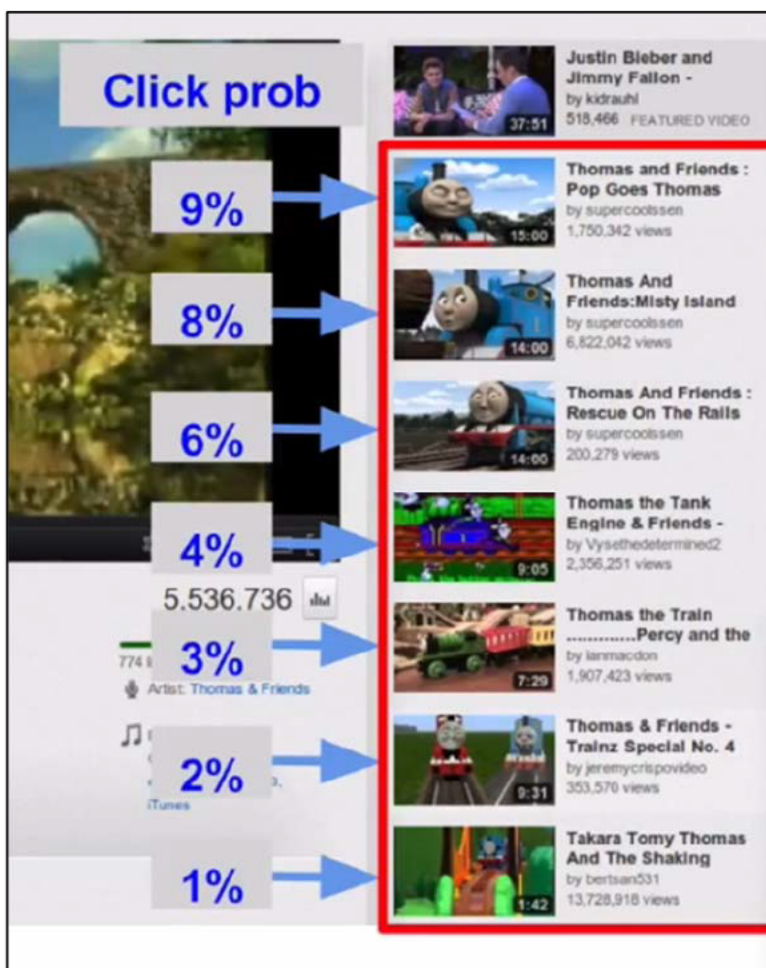 Click prob
9%
8%
6%
4%
5.536.736
3%
774
Artist: Thomas & Friends
2%
iTunes
1%
37:51
Justin Bieber and
Jimmy Fallon -
by kidrauhl
518,466 FEATURED VIDEO
15:00
Thomas and Friends :
Pop Goes Thomas
by supercoolssen
1,750,342 views
14:00
Thomas And
Friends:Misty Island
by supercoolssen
6,822,042 views
14:00
Thomas And Friends :
Rescue On The Rails
by supercoolssen
200,279 views
9:05
Thomas the Tank
Engine & Friends -
by Vysethedetermined2
2,356,251 views
7:29
Thomas the Train
.............Percy and the
by ianmacdon
1,907,423 views
9:31
Thomas & Friends -
Trainz Special No. 4
by jeremycrispovideo
353,570 views
1:42
Takara Tomy Thomas
And The Shaking
by bertsan531
13,728,918 views